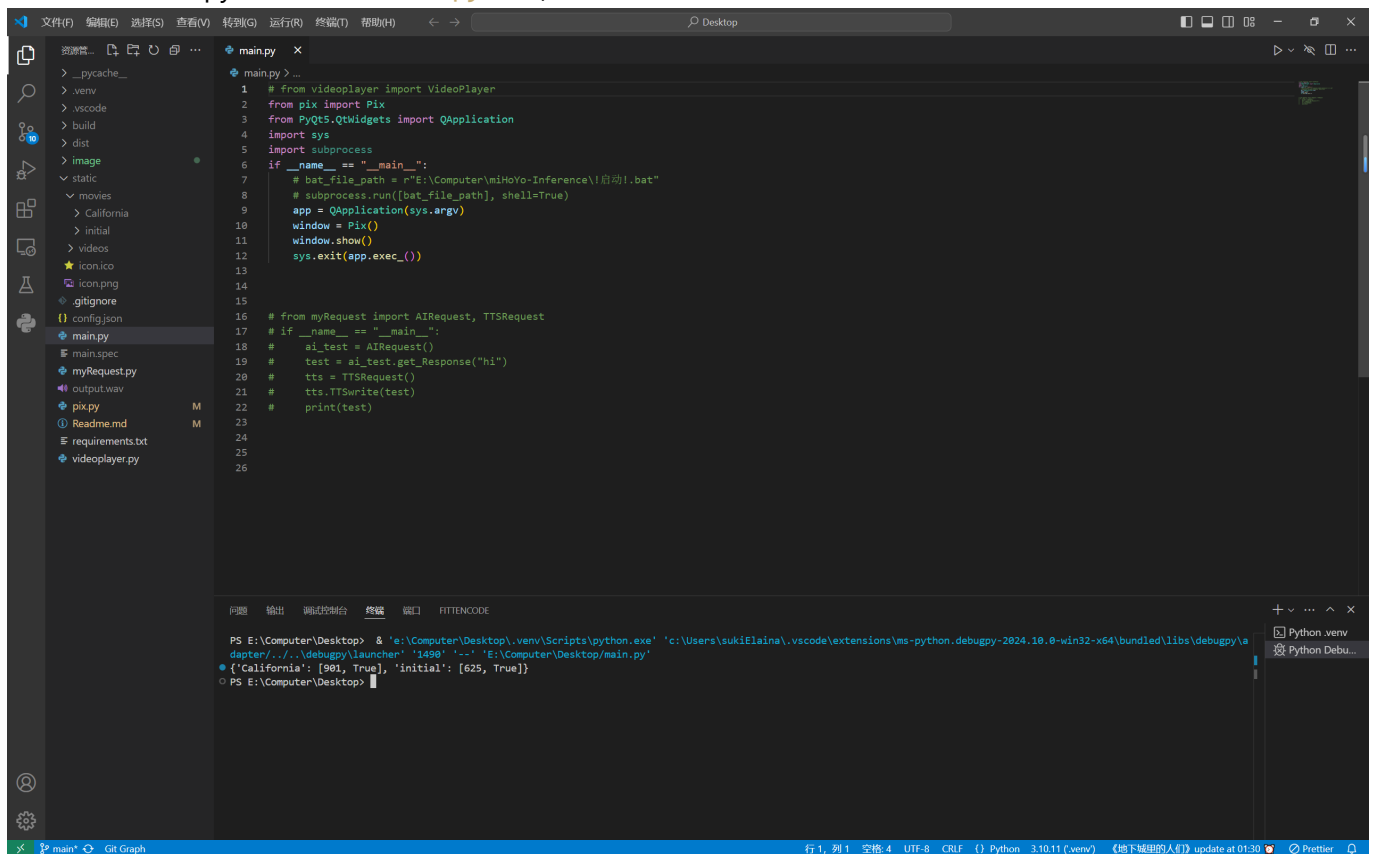 文件(F) 编辑(E) 选择(S) 查看(V) 转到(G) 运行(R) 终端(T) 帮助(H) Desktop
资源管...
main.py
main.py > ...
__pycache__
.venv
.vscode
build
dist
image
static
movies
California
initial
videos
icon.ico
icon.png
.gitignore
config.json
main.py
main.spec
myRequest.py
output.wav
pix.py M
Readme.md M
requirements.txt
videoplayer.py
10
1 # from videoplayer import VideoPlayer
2 from pix import Pix
3 from PyQt5.QtWidgets import QApplication
4 import sys
5 import subprocess
6 if __name__ == "__main__":
7 # bat_file_path = r"E:\Computer\miHoYo-Inference\!启动!.bat"
8 # subprocess.run([bat_file_path], shell=True)
9 app = QApplication(sys.argv)
10 window = Pix()
11 window.show()
12 sys.exit(app.exec_())
13
14
15
16 # from myRequest import AIRequest, TTSRequest
17 # if __name__ == "__main__":
18 # ai_test = AIRequest()
19 # test = ai_test.get_Response("hi")
20 # tts = TTSRequest()
21 # tts.TTSwrite(test)
22 # print(test)
23
24
25
26
问题 输出 调试控制台 终端 端口 FITTENCODE
PS E:\Computer\Desktop> & 'e:\Computer\Desktop\.venv\Scripts\python.exe' 'c:\Users\sukiElaina\.vscode\extensions\ms-python.debugpy-2024.10.0-win32-x64\bundled\libs\debugpy\a
dapter/../..\debugpy\launcher' '1490' '--' 'E:\Computer\Desktop/main.py'
{'California': [901, True], 'initial': [625, True]}
PS E:\Computer\Desktop>
Python .venv
Python Debu...
main* Git Graph 行 1，列 1 空格: 4 UTF-8 CRLF {} Python 3.10.11 ('.venv') 《地下城里的人们》 update at 01:30 Prettier